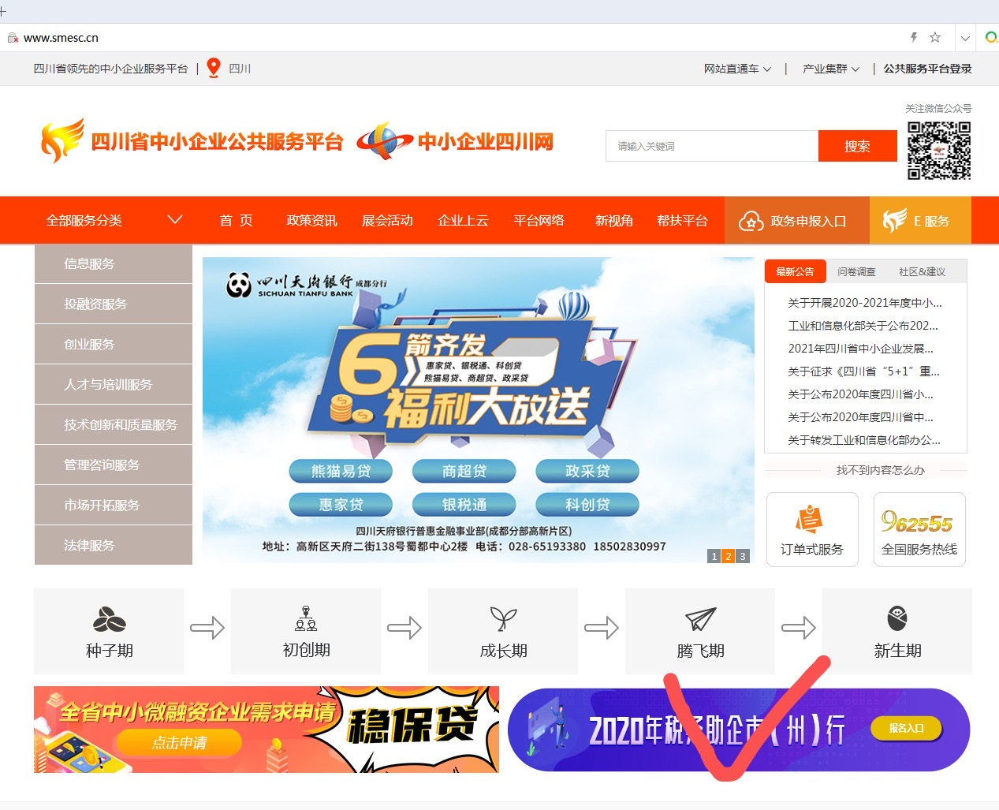 www.smesc.cn
四川省领先的中小企业服务平台 | 四川
网站直通车 | 产业集群 | 公共服务平台登录
关注微信公众号
四川省中小企业公共服务平台
中小企业四川网
请输入关键词
搜索
全部服务分类 首 页 政策资讯 展会活动 企业上云 平台网络 新视角 帮扶平台 政务申报入口 E 服务
信息服务
投融资服务
创业服务
人才与培训服务
技术创新和质量服务
管理咨询服务
市场开拓服务
法律服务
四川天府银行 成都分行
SICHUAN TIANFU BANK
6箭齐发
惠家贷、银税通、科创贷
熊猫易贷、商超贷、政采贷
福利大放送
熊猫易贷 商超贷 政采贷
惠家贷 银税通 科创贷
四川天府银行普惠金融事业部(成都分部高新片区)
地址：高新区天府二街138号蜀都中心2楼 电话：028-65193380 18502830997
1 2 3
最新公告 问卷调查 社区&建议
关于开展2020-2021年度中小...
工业和信息化部关于公布202...
2021年四川省中小企业发展...
关于征求《四川省“5+1”重...
关于公布2020年度四川省小...
关于公布2020年度四川省中...
关于转发工业和信息化部办公...
找不到内容怎么办
订单式服务
962555
全国服务热线
种子期 初创期 成长期 腾飞期 新生期
全省中小微融资企业需求申请
点击申请
稳保贷
2020年税务助企市(州)行
报名入口